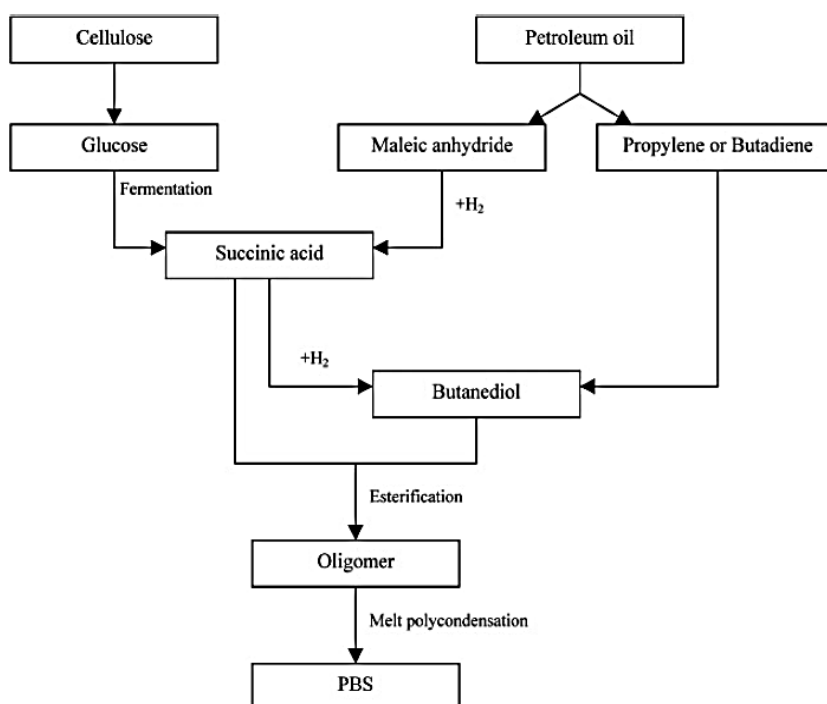 Cellulose
Petroleum oil
Glucose
Maleic anhydride
Propylene or Butadiene
Fermentation
+H₂
Succinic acid
+H₂
Butanediol
Esterification
Oligomer
Melt polycondensation
PBS